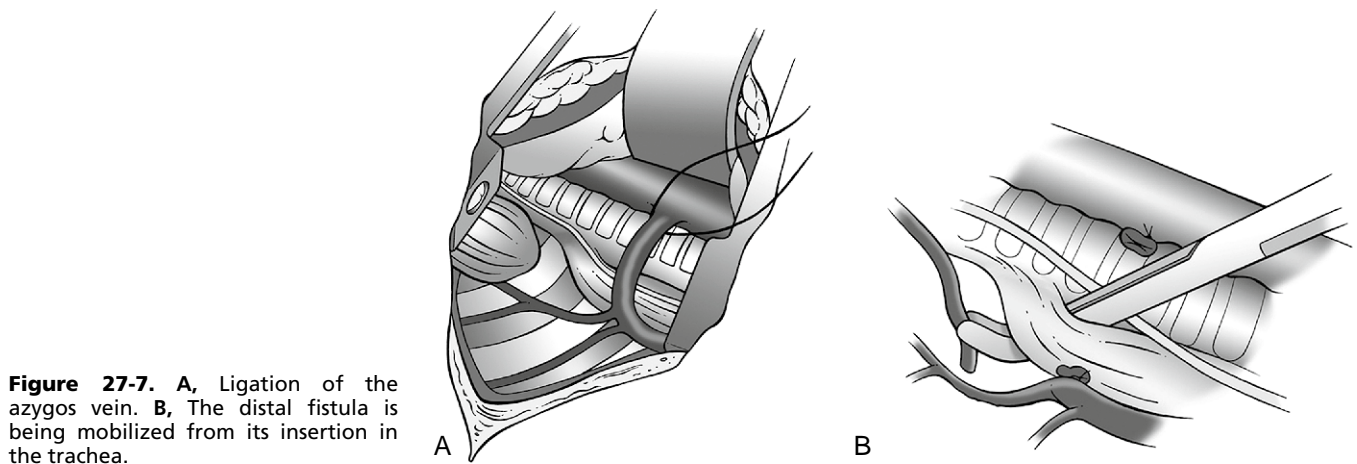 Figure 27-7. A, Ligation of the
azygos vein. B, The distal fistula is
being mobilized from its insertion in
the trachea.
A
B